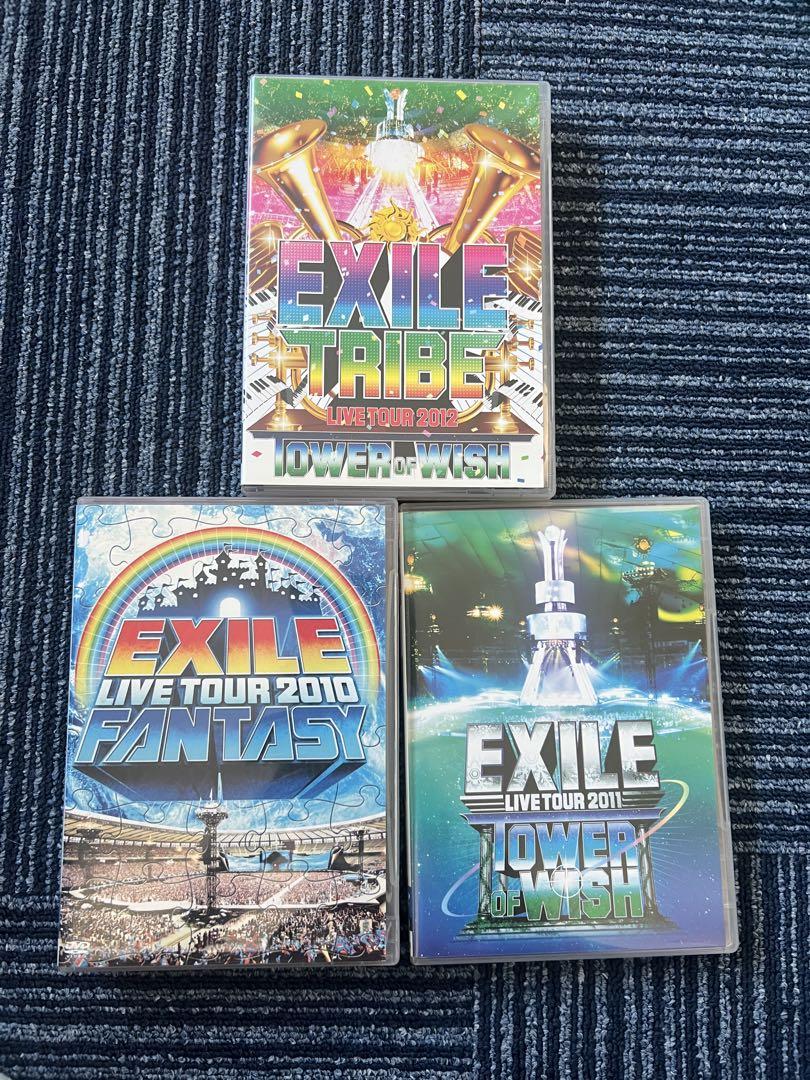 EXILE
TRIBE
LIVE TOUR 2012
TOWER OF WISH
EXILE
LIVE TOUR 2010
FANTASY
DVD
EXILE
LIVE TOUR 2011
TOWER
OF WISH